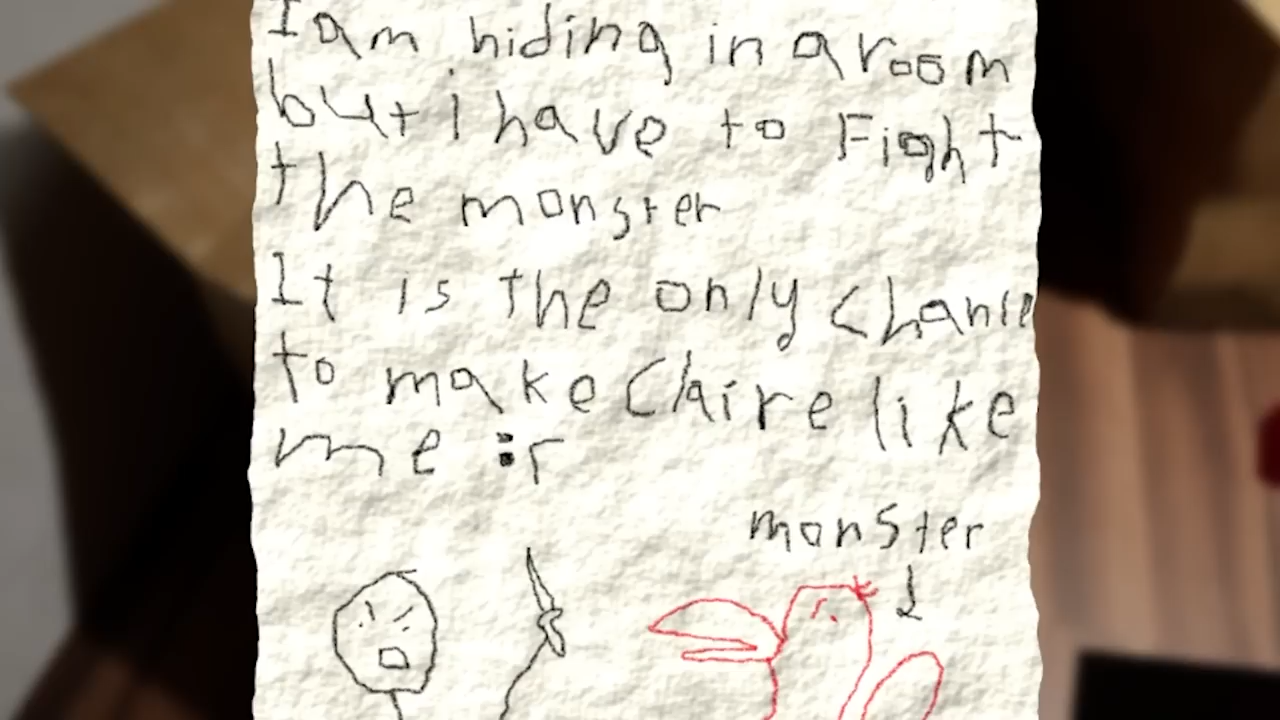 I am hiding in a room
but i have to Fight
the monster
It is the only chance
to make Claire like
me :r
monster